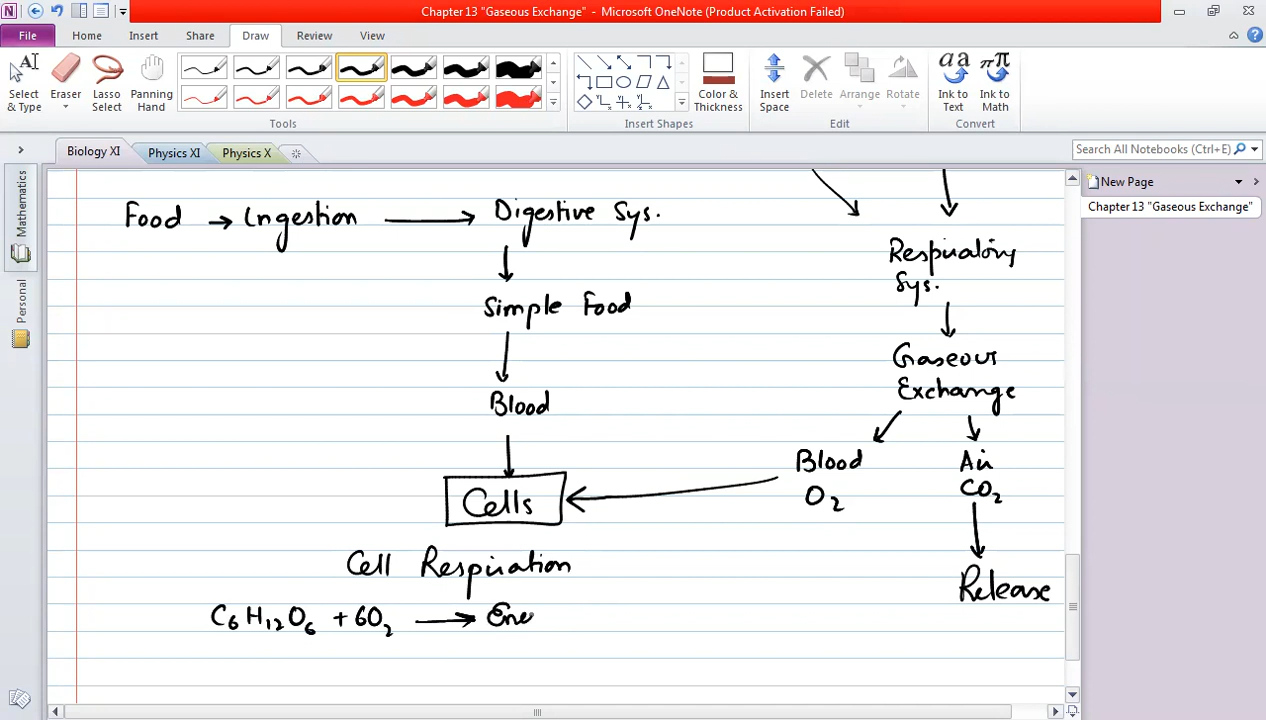 Chapter 13 "Gaseous Exchange" - Microsoft OneNote (Product Activation Failed)
File Home Insert Share Draw Review View
Select & Type
Eraser
Lasso Select
Panning Hand
Color & Thickness
Insert Space
Delete
Arrange
Rotate
Ink to Text
Ink to Math
Tools
Insert Shapes
Edit
Convert
Biology XI Physics XI Physics X
Search All Notebooks (Ctrl+E)
New Page
Chapter 13 "Gaseous Exchange"
Mathematics
Personal
Food → Ingestion → Digestive Sys.
Simple Food
Blood
Cells
Respiratory
Sys.
Gaseous
Exchange
Blood
O₂
Air
CO₂
Release
Cell Respiration
C₆H₁₂O₆ + 6O₂ → Ene